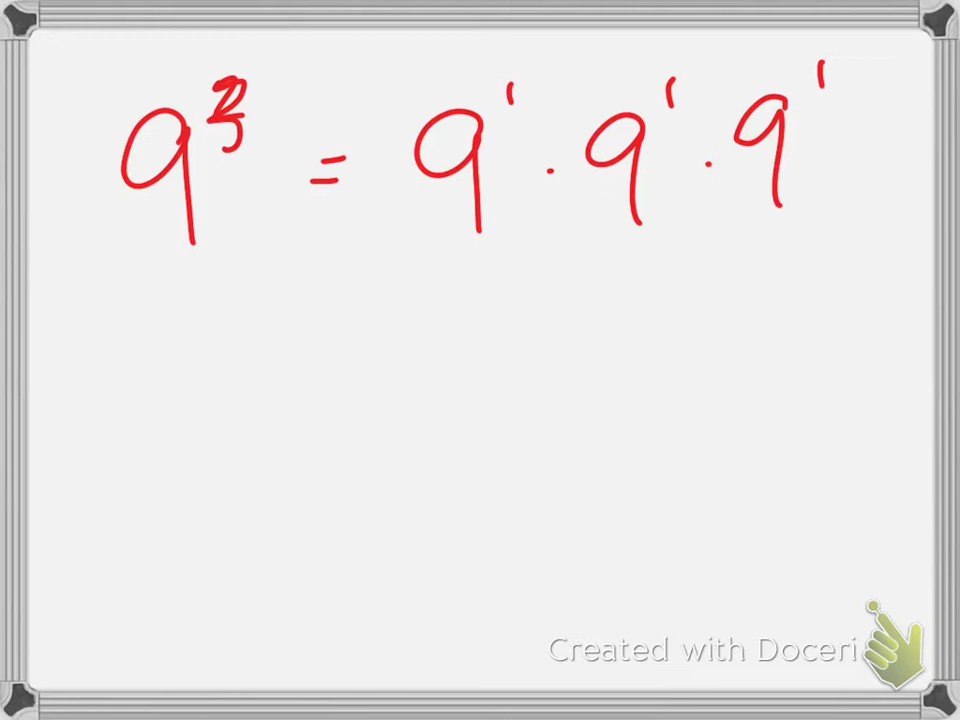 9³ = 9¹ · 9¹ · 9¹
Created with Doceri